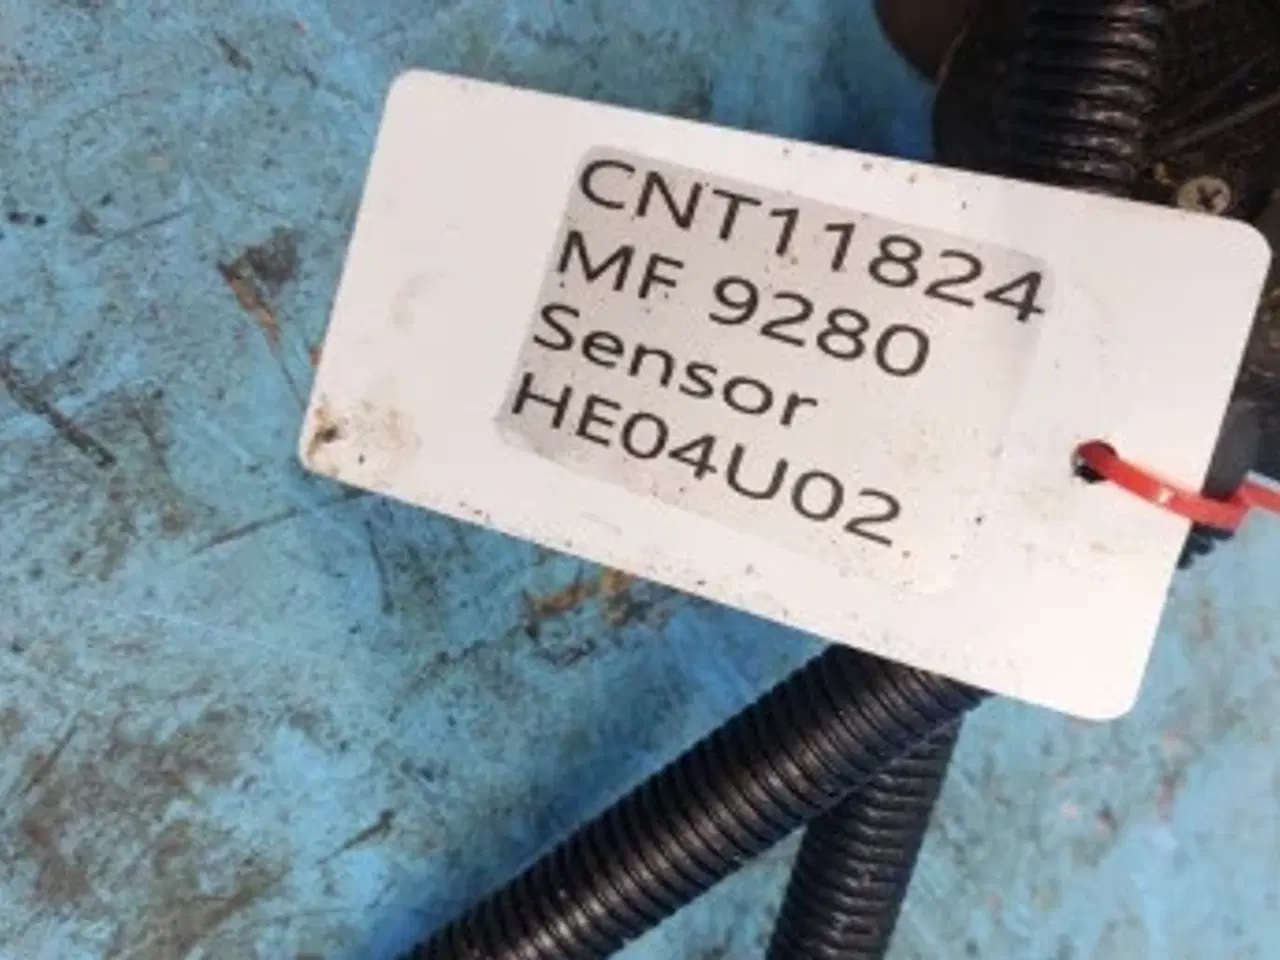 CNT11824
MF 9280
Sensor
HE04U02